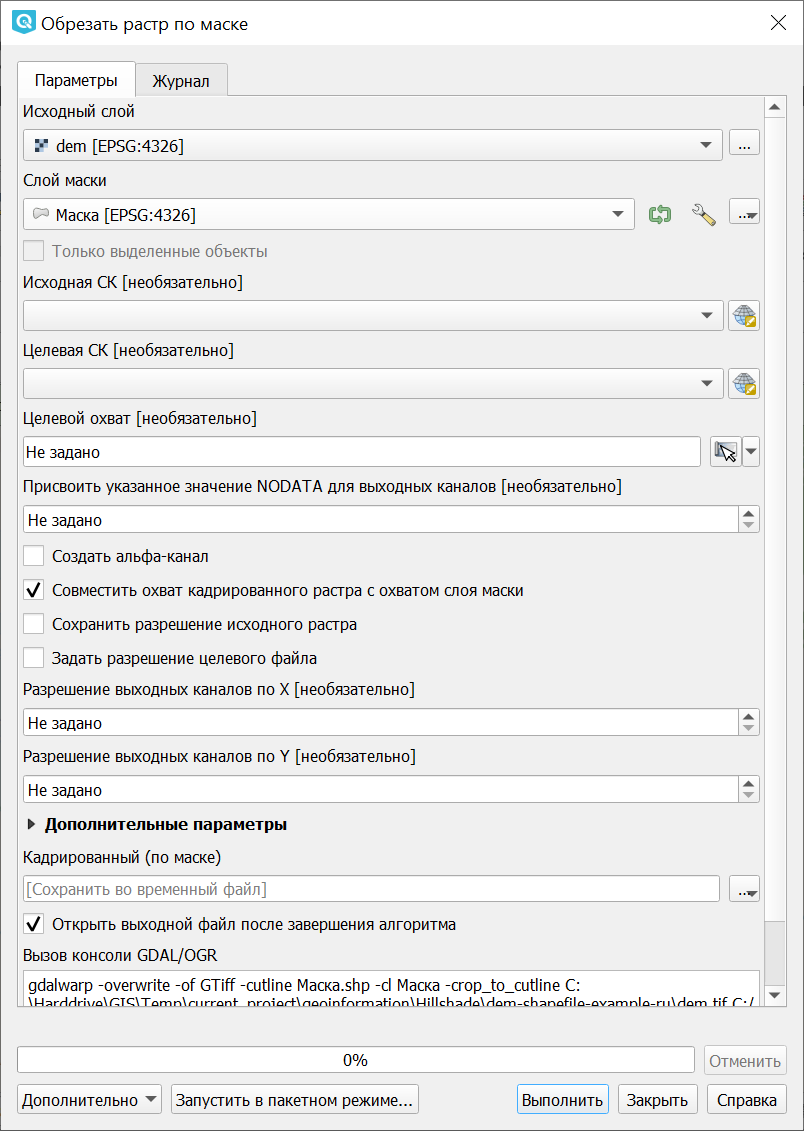 Обрезать растр по маске
Параметры
Журнал
Исходный слой
dem [EPSG:4326]
...
Слой маски
Маска [EPSG:4326]
...
Только выделенные объекты
Исходная СК [необязательно]
Целевая СК [необязательно]
Целевой охват [необязательно]
Не задано
Присвоить указанное значение NODATA для выходных каналов [необязательно]
Не задано
Создать альфа-канал
Совместить охват кадрированного растра с охватом слоя маски
Сохранить разрешение исходного растра
Задать разрешение целевого файла
Разрешение выходных каналов по X [необязательно]
Не задано
Разрешение выходных каналов по Y [необязательно]
Не задано
Дополнительные параметры
Кадрированный (по маске)
[Сохранить во временный файл]
...
Открыть выходной файл после завершения алгоритма
Вызов консоли GDAL/OGR
gdalwarp -overwrite -of GTiff -cutline Маска.shp -cl Маска -crop_to_cutline C:
\Harddrive\GIS\Temp\current_project\geoinformation\Hillshade\dem-shapefile-example-ru\dem.tif C:/
0%
Отменить
Дополнительно
Запустить в пакетном режиме...
Выполнить
Закрыть
Справка